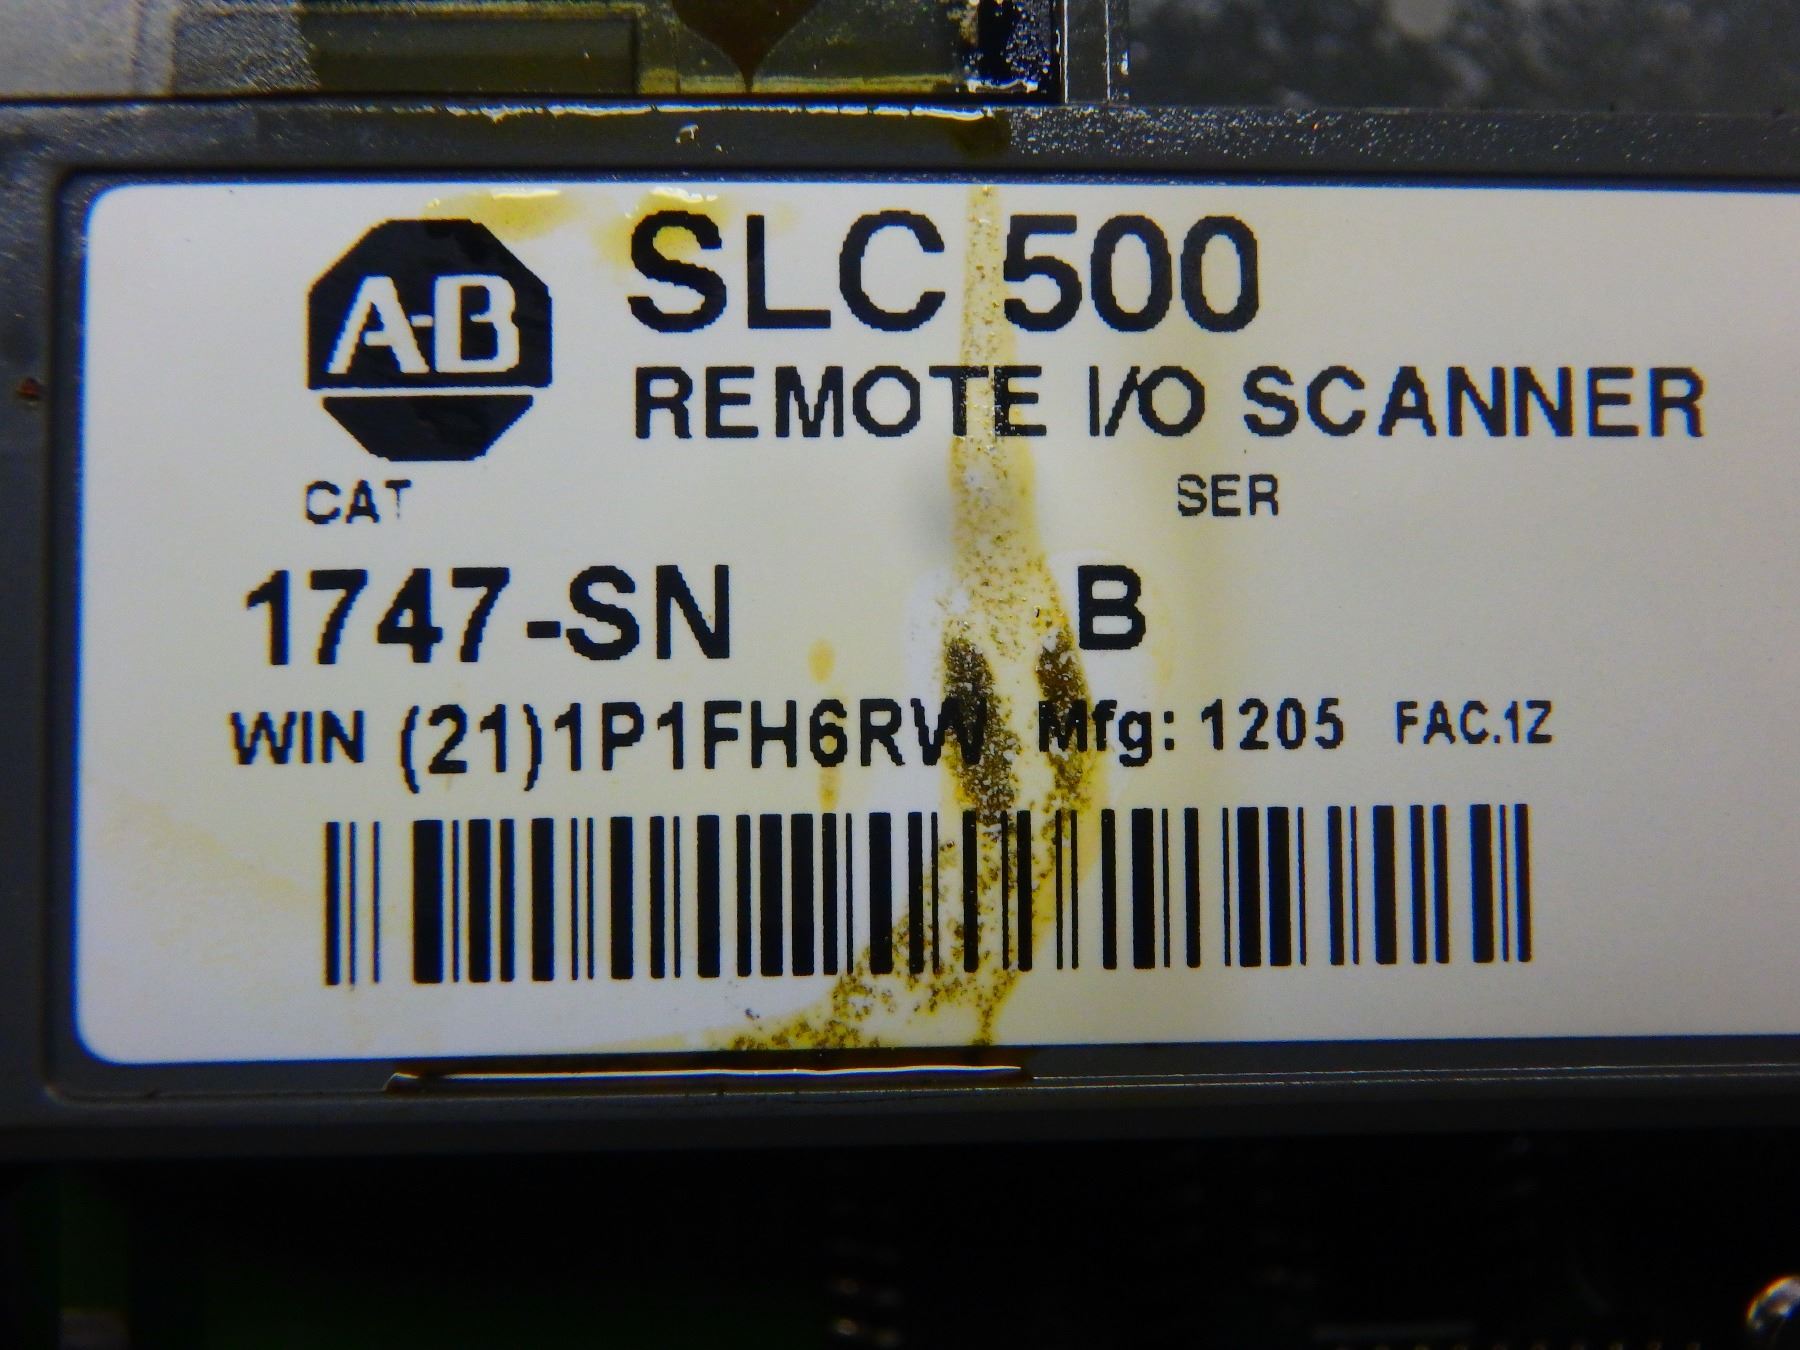 A-B
SLC 500
REMOTE I/O SCANNER
CAT SER
1747-SN B
WIN (21)1P1FH6RW Mfg: 1205 FAC.1Z